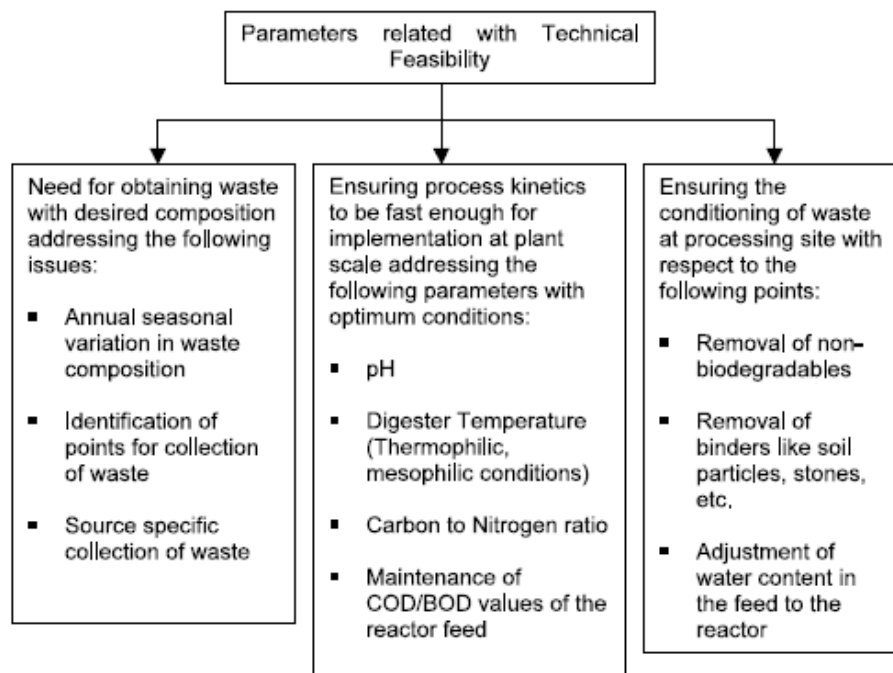 Parameters related with Technical
Feasibility
Need for obtaining waste
with desired composition
addressing the following
issues:
▪ Annual seasonal
variation in waste
composition
▪ Identification of
points for collection
of waste
▪ Source specific
collection of waste
Ensuring process kinetics
to be fast enough for
implementation at plant
scale addressing the
following parameters with
optimum conditions:
▪ pH
▪ Digester Temperature
(Thermophilic,
mesophilic conditions)
▪ Carbon to Nitrogen ratio
▪ Maintenance of
COD/BOD values of the
reactor feed
Ensuring the
conditioning of waste
at processing site with
respect to the
following points:
▪ Removal of non-
biodegradables
▪ Removal of
binders like soil
particles, stones,
etc.
▪ Adjustment of
water content in
the feed to the
reactor